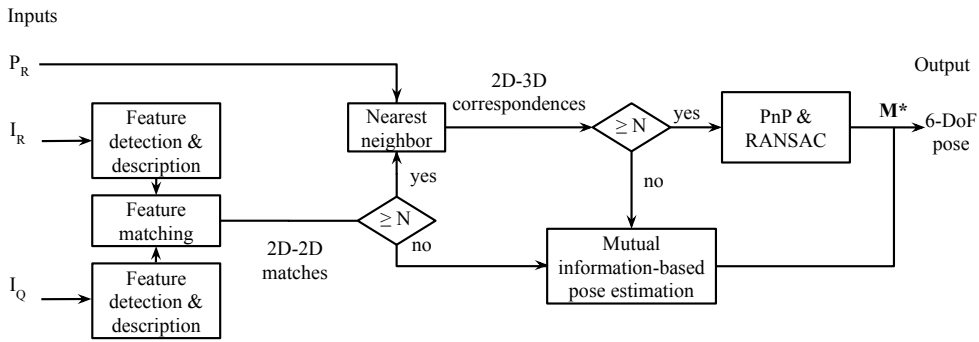 Inputs
P_R
I_R
I_Q
Feature
detection &
description
Feature
matching
Feature
detection &
description
2D-2D
matches
≥ N
yes
no
Nearest
neighbor
2D-3D
correspondences
≥ N
yes
no
PnP &
RANSAC
Mutual
information-based
pose estimation
Output
M*
6-DoF
pose